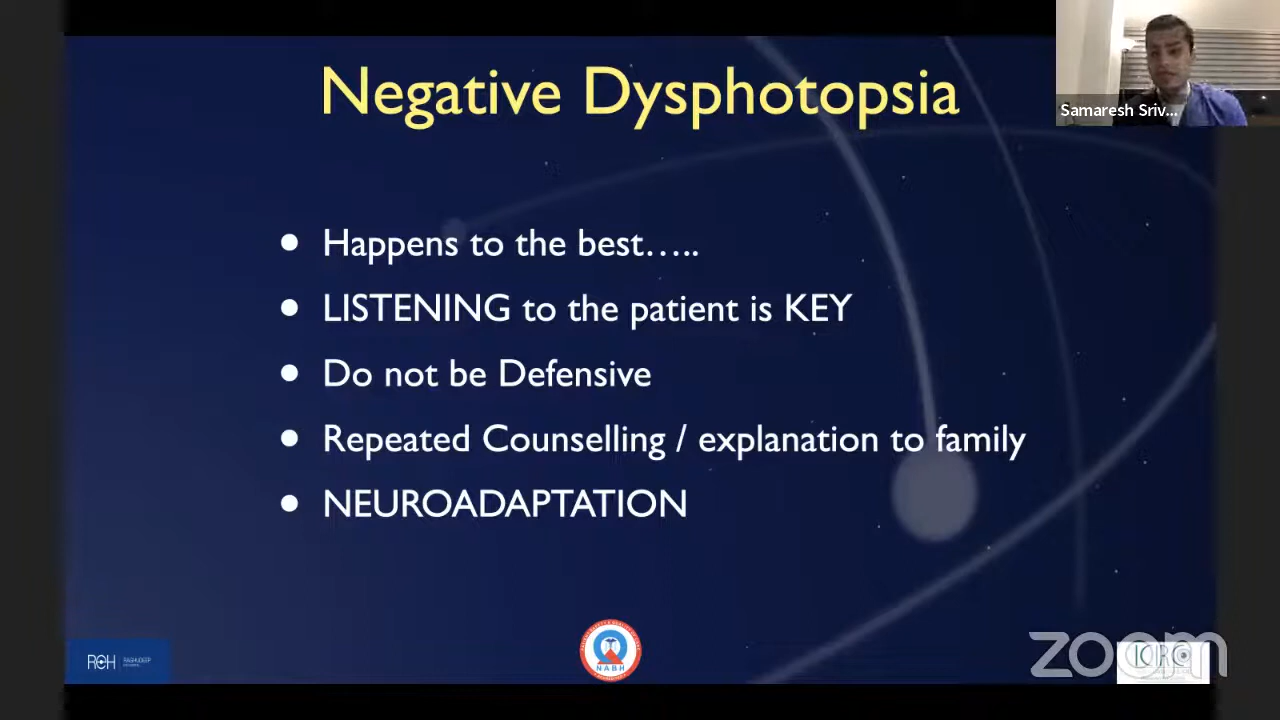 Negative Dysphotopsia
Samaresh Sriv...
• Happens to the best…..
• LISTENING to the patient is KEY
• Do not be Defensive
• Repeated Counselling / explanation to family
• NEUROADAPTATION
NABH
zoom